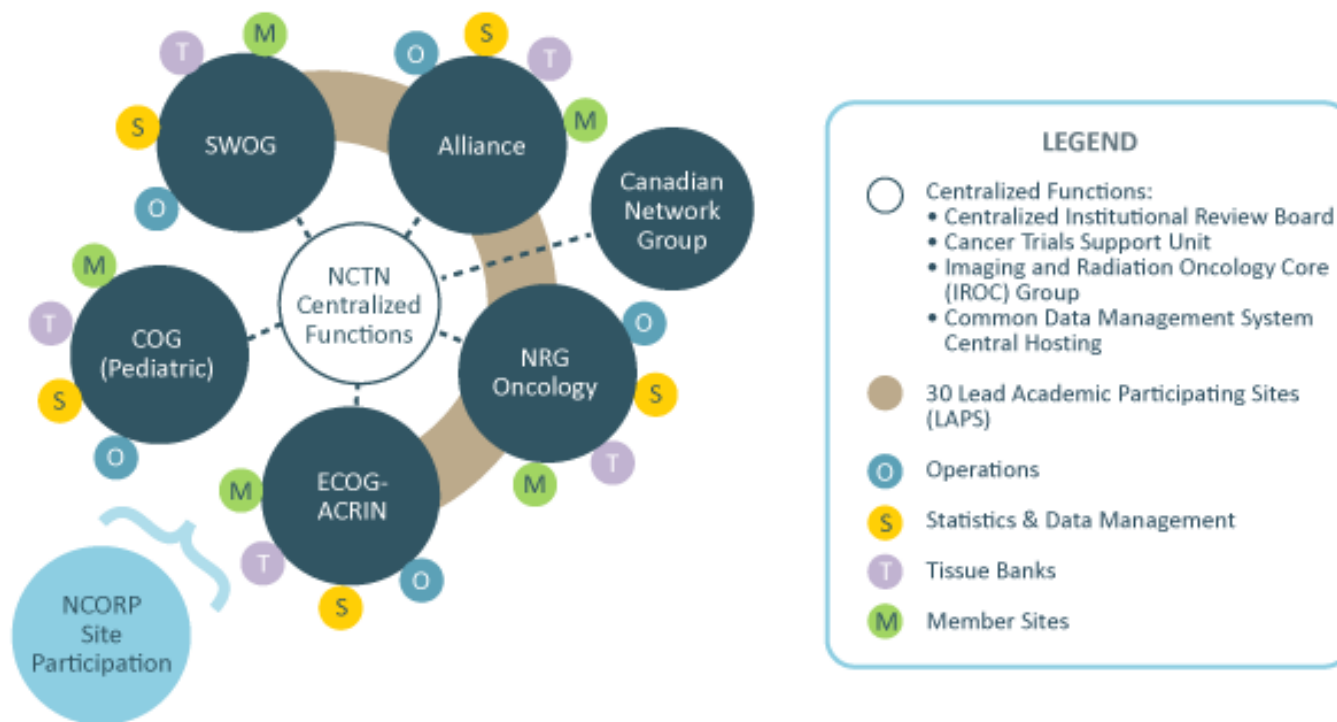 M
T
S
O
SWOG
O
S
T
M
Alliance
Canadian
Network
Group
NCTN
Centralized
Functions
M
T
S
O
COG
(Pediatric)
O
S
T
M
NRG
Oncology
M
T
S
O
ECOG-
ACRIN
NCORP
Site
Participation
LEGEND
Centralized Functions:
• Centralized Institutional Review Board
• Cancer Trials Support Unit
• Imaging and Radiation Oncology Core
(IROC) Group
• Common Data Management System
Central Hosting
30 Lead Academic Participating Sites
(LAPS)
O Operations
S Statistics & Data Management
T Tissue Banks
M Member Sites